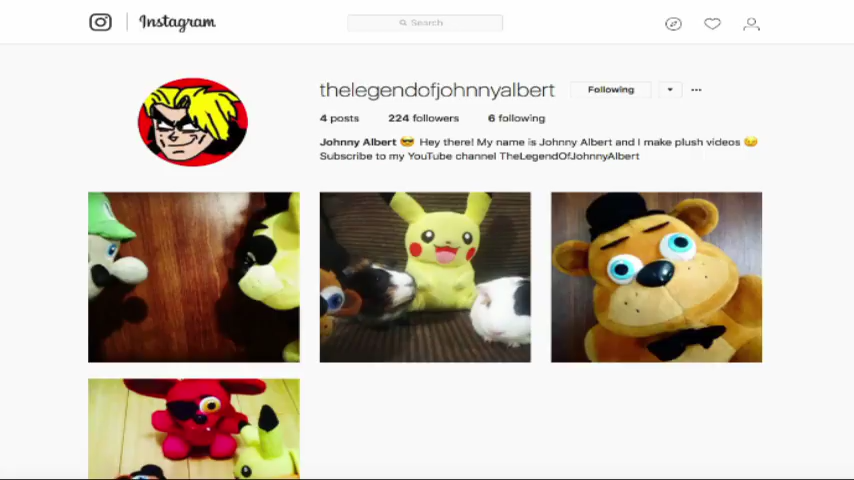 Instagram
Search
thelegendofjohnnyalbert Following
4 posts 224 followers 6 following
Johnny Albert 😎 Hey there! My name is Johnny Albert and I make plush videos 😉
Subscribe to my YouTube channel TheLegendOfJohnnyAlbert